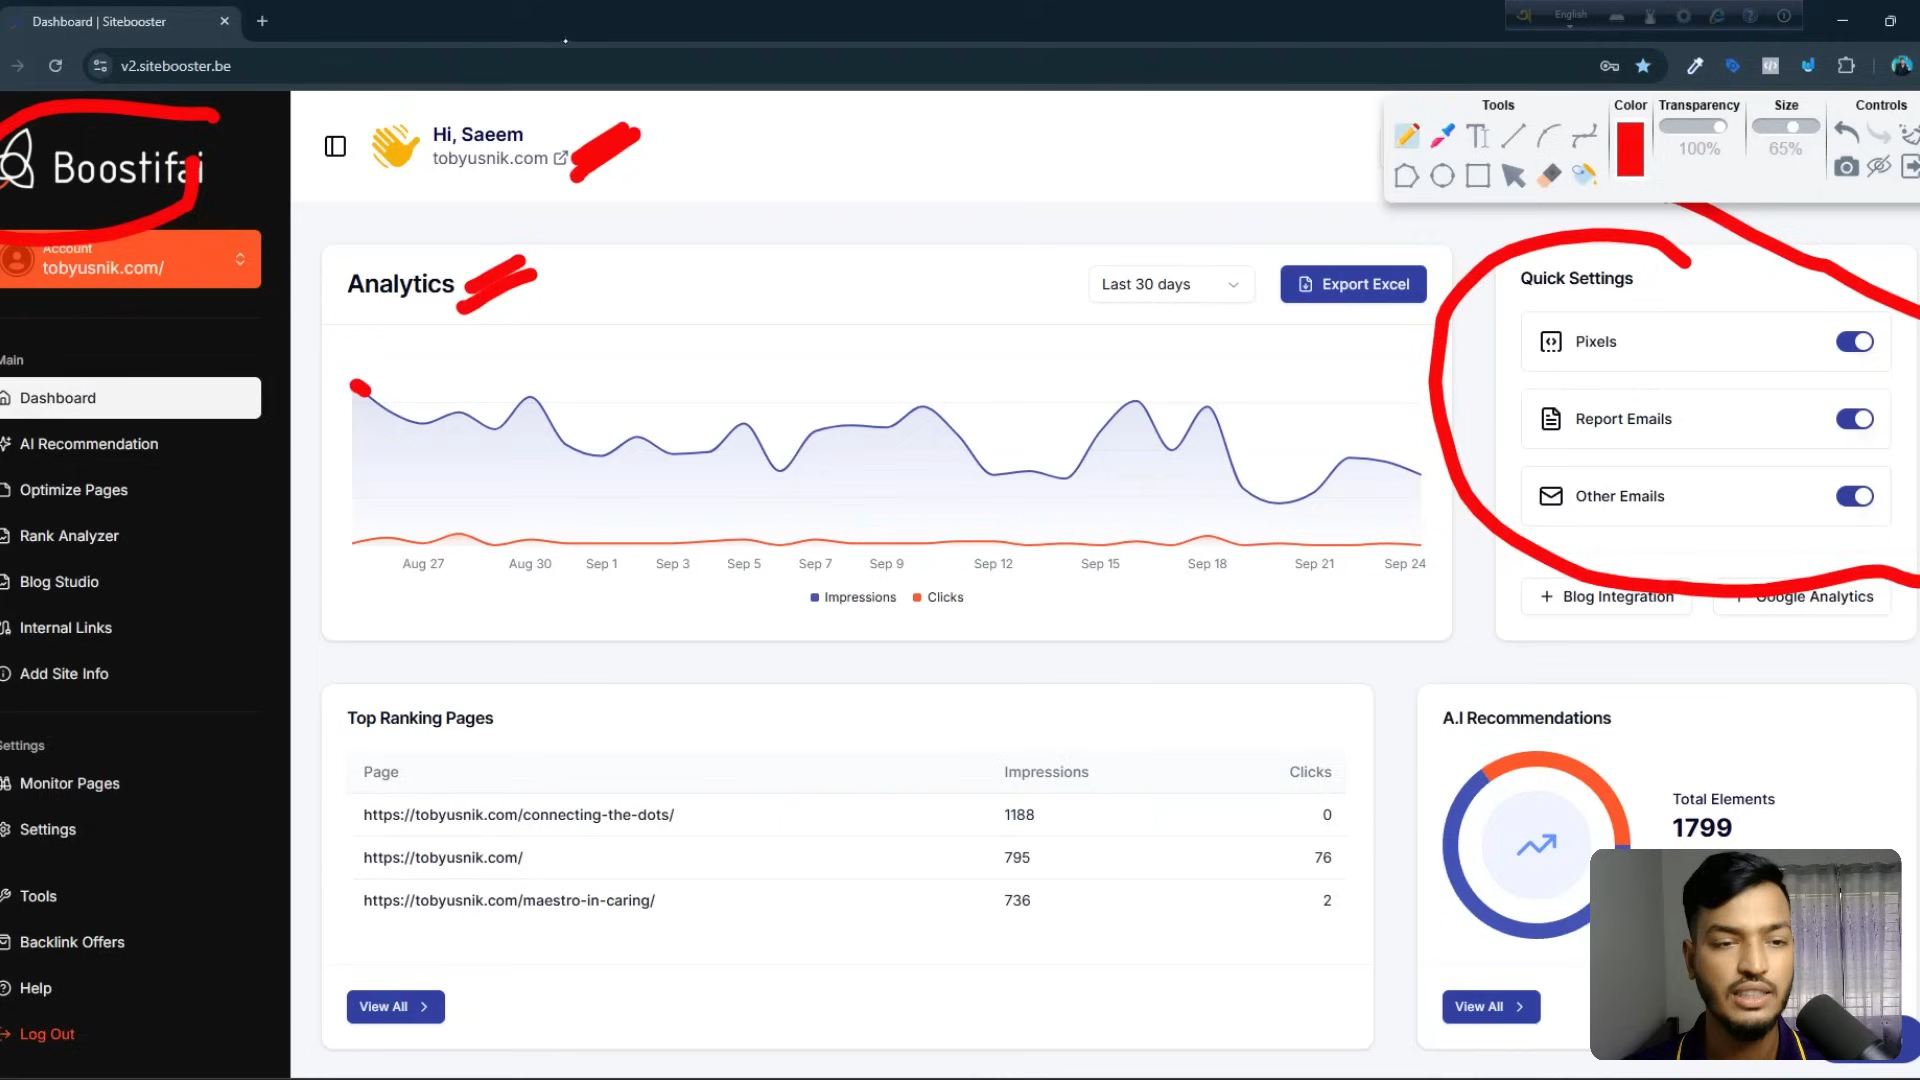 Dashboard | Sitebooster
English
v2.sitebooster.be
Tools
Color
Transparency
Size
Controls
100%
65%
Boostifai
Hi, Saeem
tobyusnik.com
Account
tobyusnik.com/
Main
Dashboard
AI Recommendation
Optimize Pages
Rank Analyzer
Blog Studio
Internal Links
Add Site Info
Settings
Monitor Pages
Settings
Tools
Backlink Offers
Help
Log Out
Analytics
Last 30 days
Export Excel
Aug 27 Aug 30 Sep 1 Sep 3 Sep 5 Sep 7 Sep 9 Sep 12 Sep 15 Sep 18 Sep 21 Sep 24
Impressions Clicks
Quick Settings
Pixels
Report Emails
Other Emails
+ Blog Integration
+ Google Analytics
Top Ranking Pages
Page Impressions Clicks
https://tobyusnik.com/connecting-the-dots/ 1188 0
https://tobyusnik.com/ 795 76
https://tobyusnik.com/maestro-in-caring/ 736 2
View All
A.I Recommendations
Total Elements
1799
View All